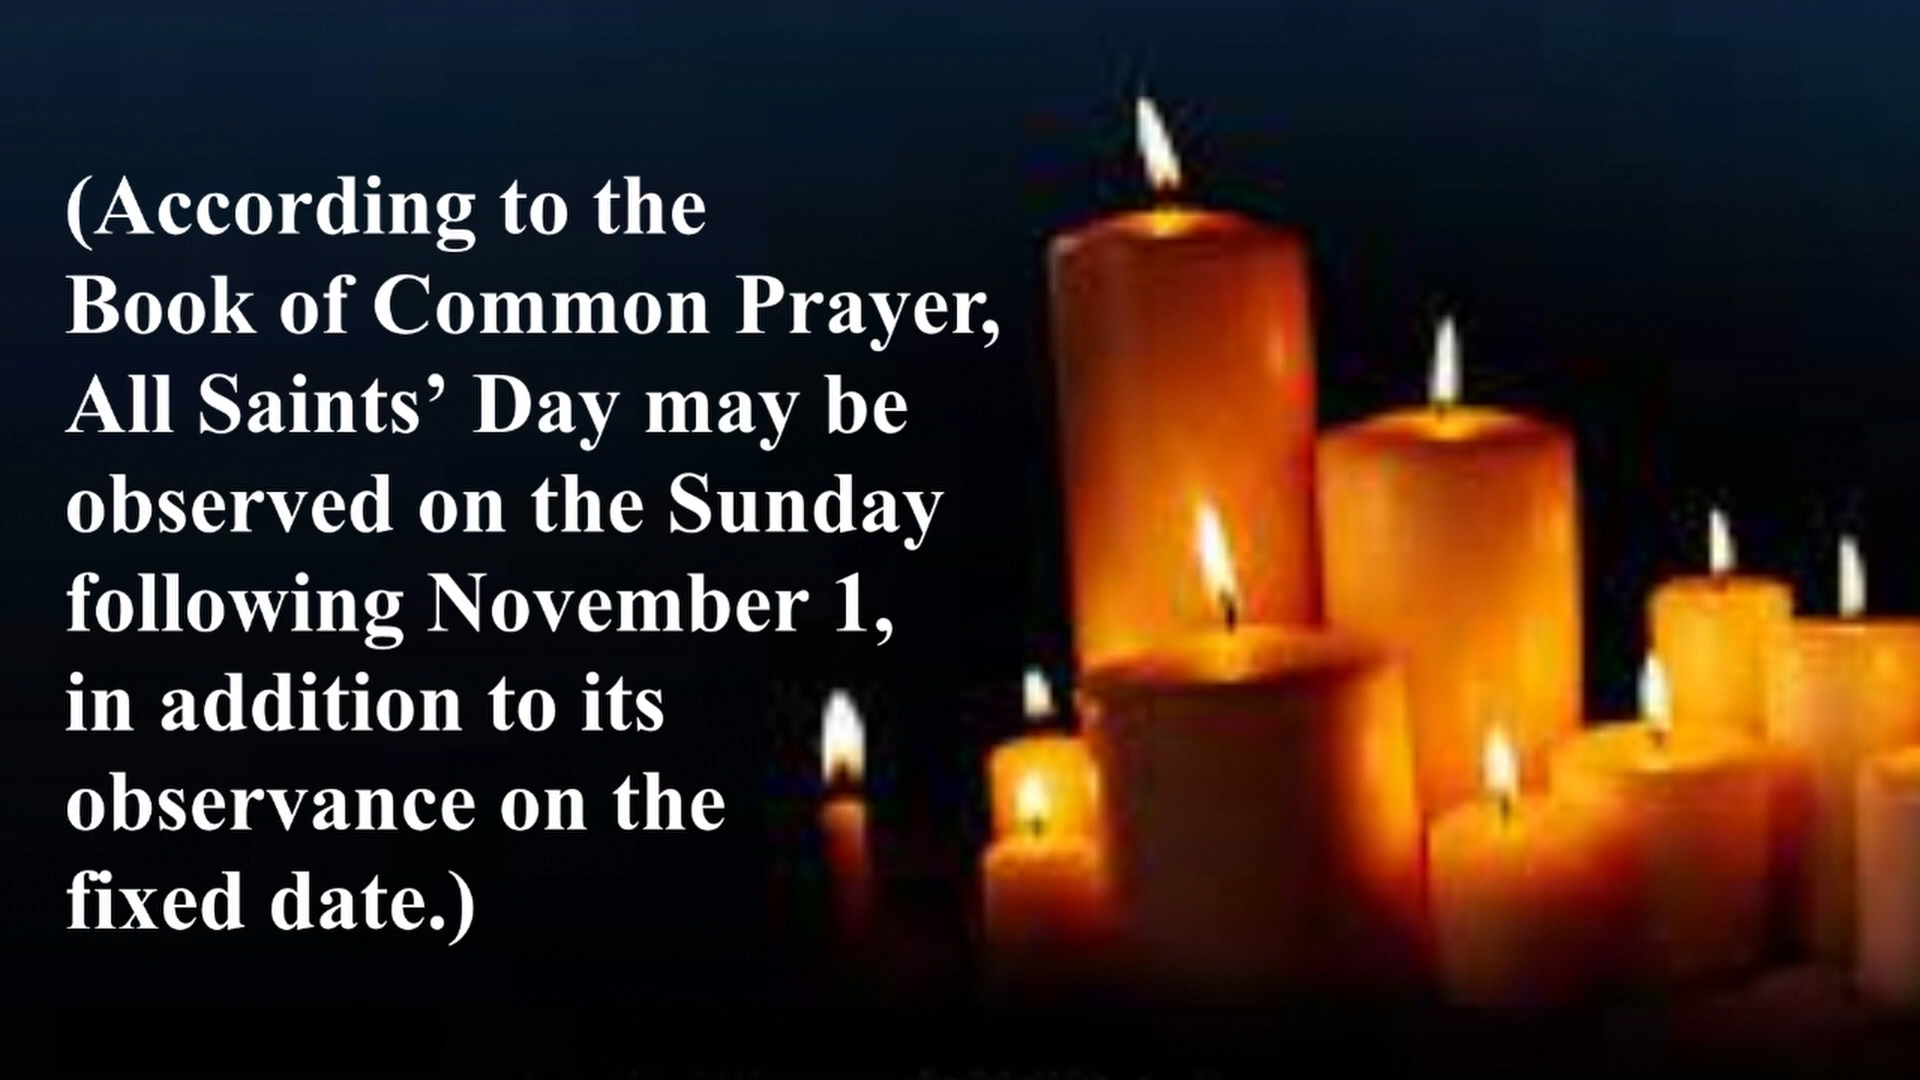 (According to the
Book of Common Prayer,
All Saints’ Day may be
observed on the Sunday
following November 1,
in addition to its
observance on the
fixed date.)